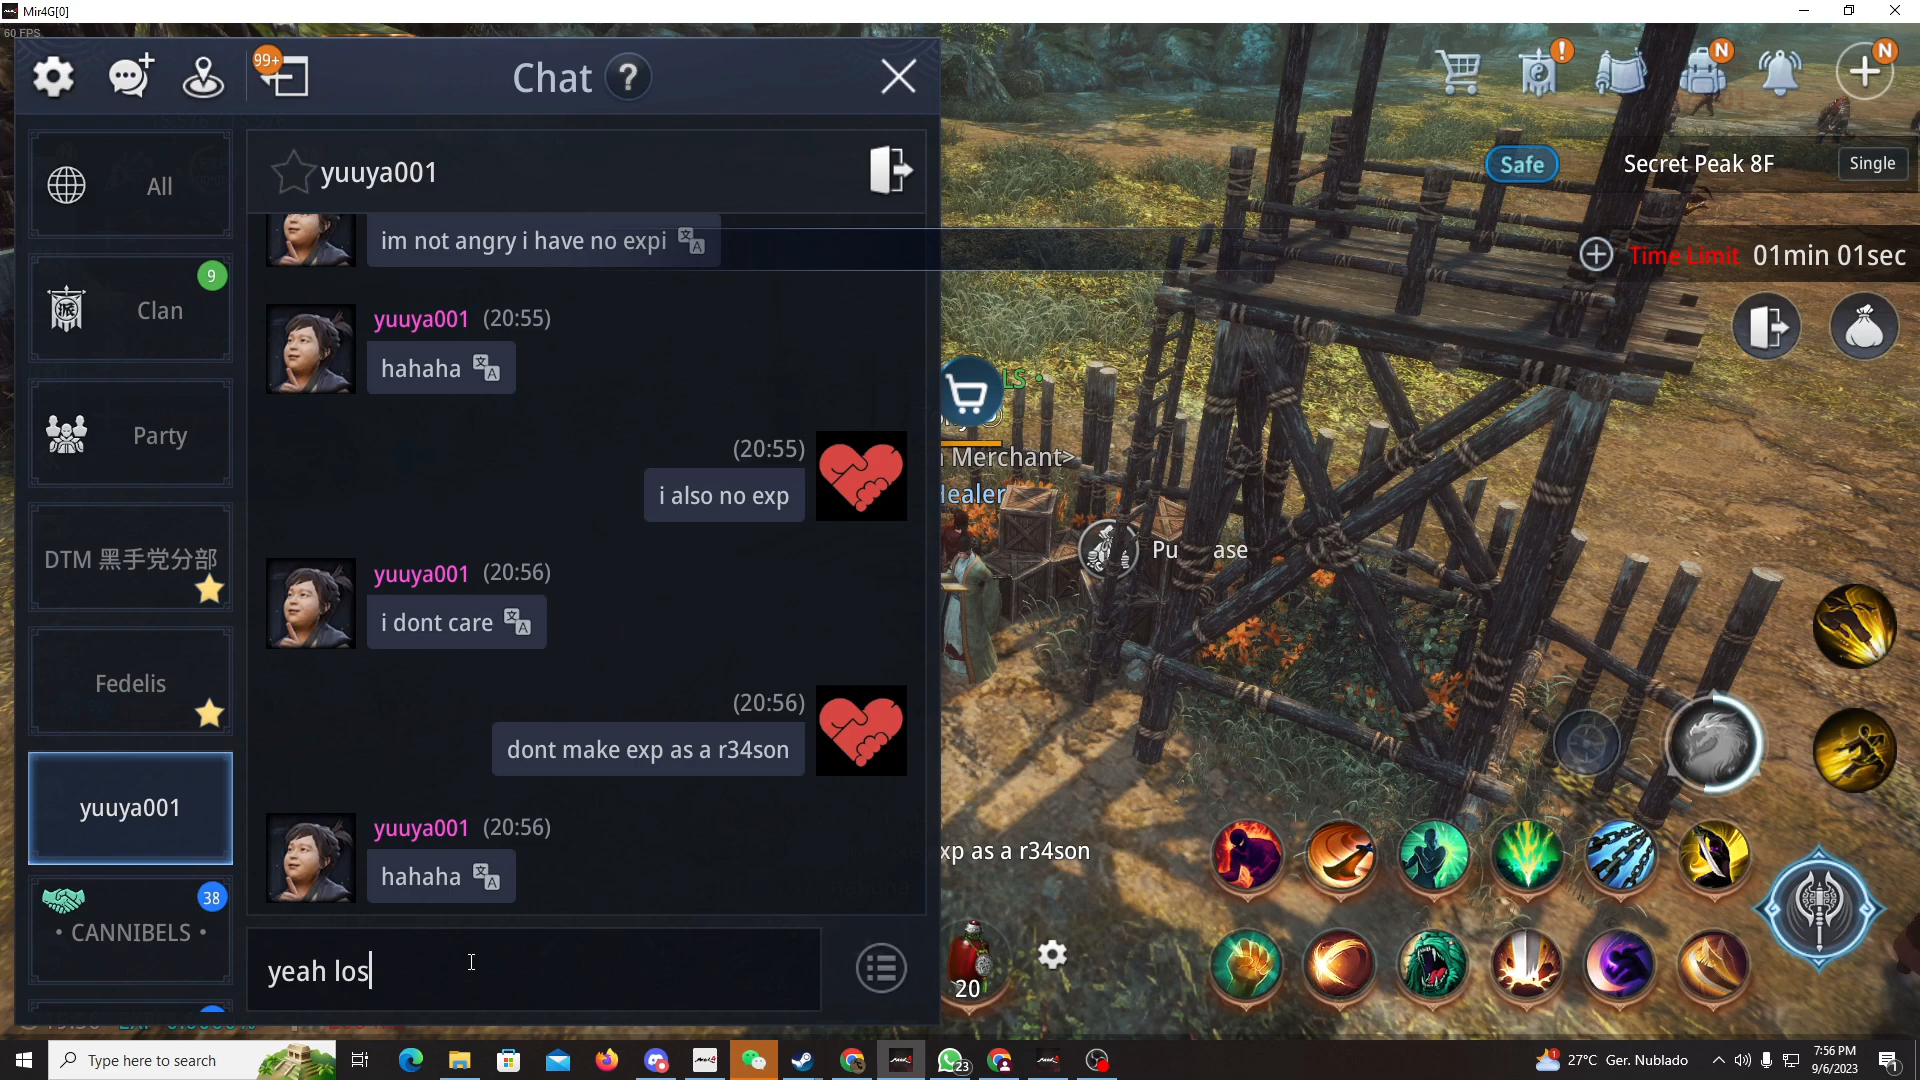 Mir4G[0]
60 FPS
99+
Chat ?
All
9
Clan
Party
DTM 黑手党分部
Fedelis
yuuya001
38
• CANNIBELS •
yuuya001
im not angry i have no expi
yuuya001 (20:55)
hahaha
(20:55)
i also no exp
yuuya001 (20:56)
i dont care
(20:56)
dont make exp as a r34son
yuuya001 (20:56)
hahaha
yeah los
N
N
Safe
Secret Peak 8F
Single
Time Limit 01min 01sec
LS •
Merchant>
Healer
Pu ase
xp as a r34son
20
Type here to search
23
27°C Ger. Nublado
7:56 PM
9/6/2023
1